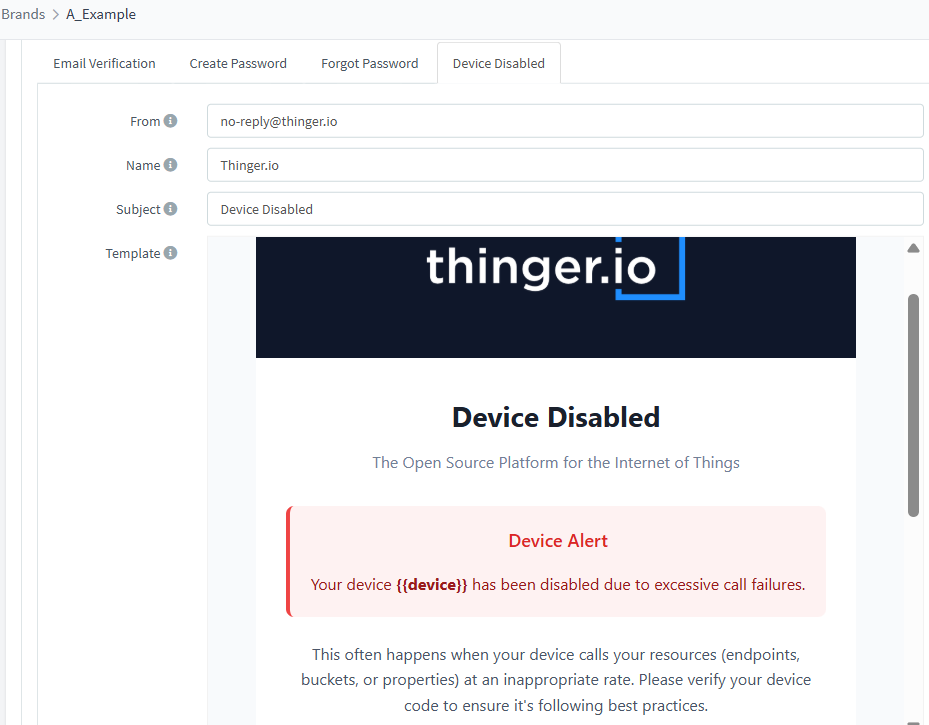 Brands > A_Example
Email Verification Create Password Forgot Password Device Disabled
From no-reply@thinger.io
Name Thinger.io
Subject Device Disabled
Template
thinger.io
Device Disabled
The Open Source Platform for the Internet of Things
Device Alert
Your device {{device}} has been disabled due to excessive call failures.
This often happens when your device calls your resources (endpoints,
buckets, or properties) at an inappropriate rate. Please verify your device
code to ensure it's following best practices.